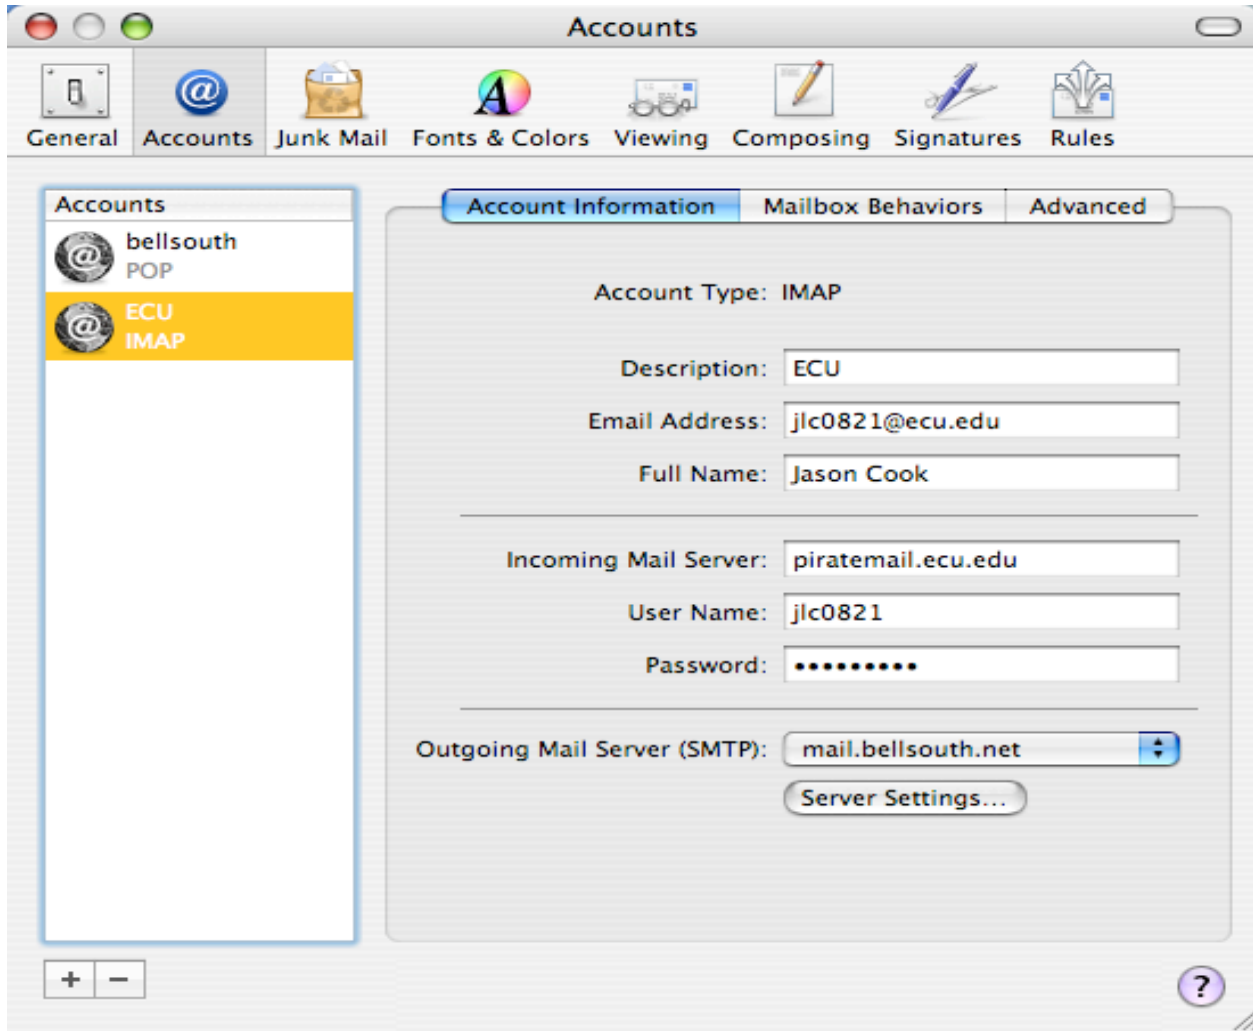 Accounts
General Accounts Junk Mail Fonts & Colors Viewing Composing Signatures Rules
Accounts
bellsouth
POP
ECU
IMAP
Account Information Mailbox Behaviors Advanced
Account Type: IMAP
Description: ECU
Email Address: jlc0821@ecu.edu
Full Name: Jason Cook
Incoming Mail Server: piratemail.ecu.edu
User Name: jlc0821
Password: •••••••••
Outgoing Mail Server (SMTP): mail.bellsouth.net
Server Settings...
+ −
?